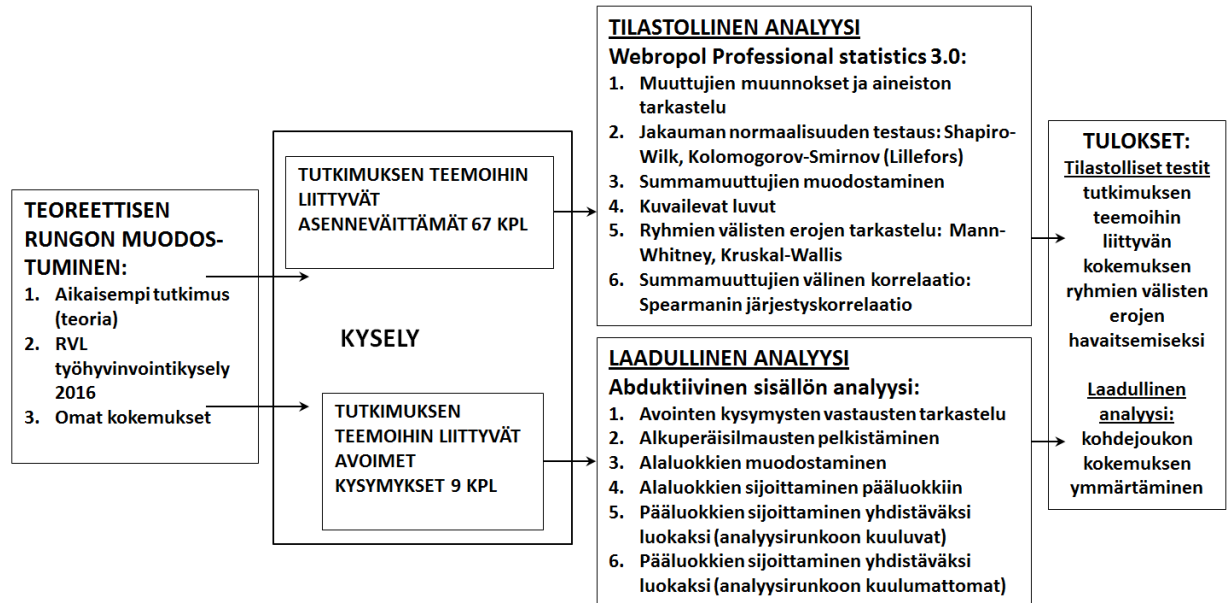 TEOREETTISEN
RUNGON MUODOS-
TUMINEN:
1. Aikaisempi tutkimus
(teoria)
2. RVL
työhyvinvointikysely
2016
3. Omat kokemukset
TUTKIMUKSEN TEEMOIHIN
LIITTYVÄT
ASENNEVÄITTÄMÄT 67 KPL
KYSELY
TUTKIMUKSEN
TEEMOIHIN LIITTYVÄT
AVOIMET
KYSYMYKSET 9 KPL
TILASTOLLINEN ANALYYSI
Webropol Professional statistics 3.0:
1. Muuttujien muunnokset ja aineiston
tarkastelu
2. Jakauman normaalisuuden testaus: Shapiro-
Wilk, Kolomogorov-Smirnov (Lillefors)
3. Summamuuttujien muodostaminen
4. Kuvailevat luvut
5. Ryhmien välisten erojen tarkastelu: Mann-
Whitney, Kruskal-Wallis
6. Summamuuttujien välinen korrelaatio:
Spearmanin järjestyskorrelaatio
LAADULLINEN ANALYYSI
Abduktiivinen sisällön analyysi:
1. Avointen kysymysten vastausten tarkastelu
2. Alkuperäisilmausten pelkistäminen
3. Alaluokkien muodostaminen
4. Alaluokkien sijoittaminen pääluokkiin
5. Pääluokkien sijoittaminen yhdistäväksi
luokaksi (analyysirunkoon kuuluvat)
6. Pääluokkien sijoittaminen yhdistäväksi
luokaksi (analyysirunkoon kuulumattomat)
TULOKSET:
Tilastolliset testit
tutkimuksen
teemoihin
liittyvän
kokemuksen
ryhmien välisten
erojen
havaitsemiseksi
Laadullinen
analyysi:
kohdejoukon
kokemuksen
ymmärtäminen